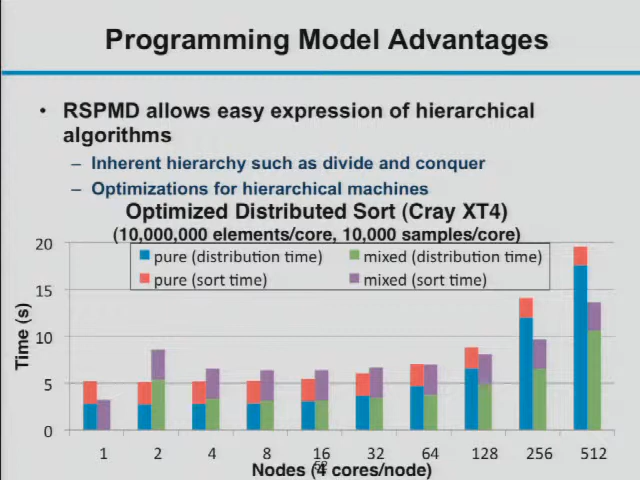 Programming Model Advantages
• RSPMD allows easy expression of hierarchical
algorithms
– Inherent hierarchy such as divide and conquer
– Optimizations for hierarchical machines
Optimized Distributed Sort (Cray XT4)
(10,000,000 elements/core, 10,000 samples/core)
pure (distribution time) mixed (distribution time)
pure (sort time) mixed (sort time)
20
15
10
5
0
Time (s)
1 2 4 8 16 32 64 128 256 512
Nodes (4 cores/node)